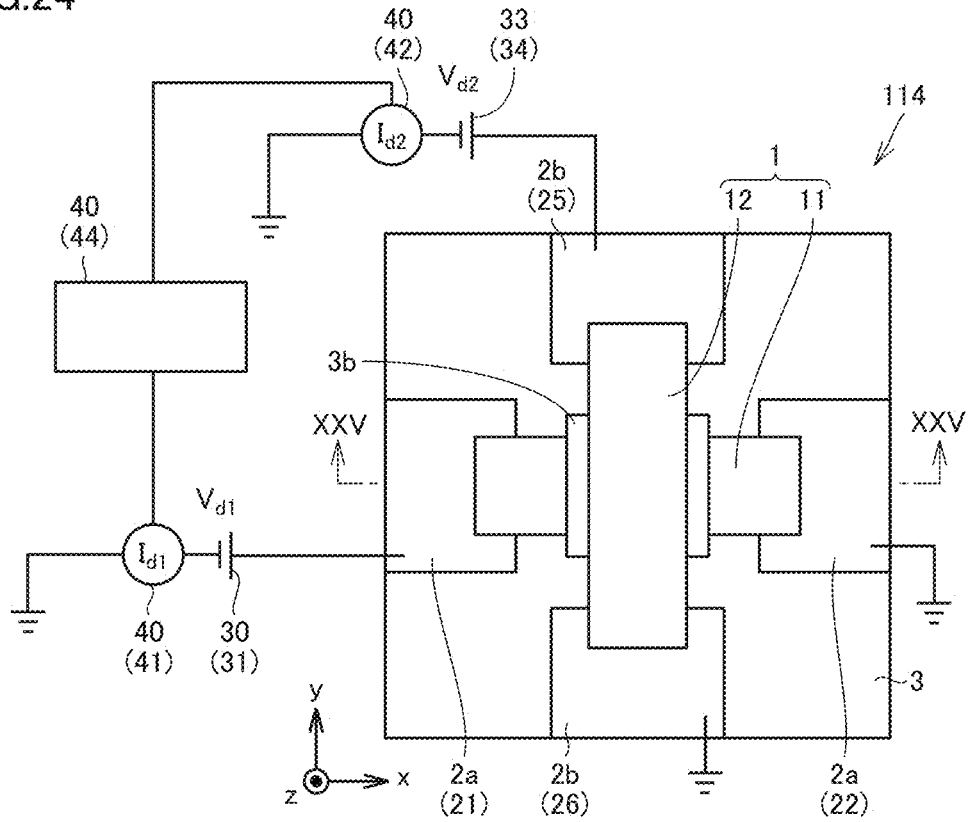 G.24
40
(42)
33
(34)
V_d2
I_d2
114
1
12
11
2b
(25)
40
(44)
3b
XXV
XXV
V_d1
I_d1
40
(41)
30
(31)
3
y
x
z
2a
(21)
2b
(26)
2a
(22)